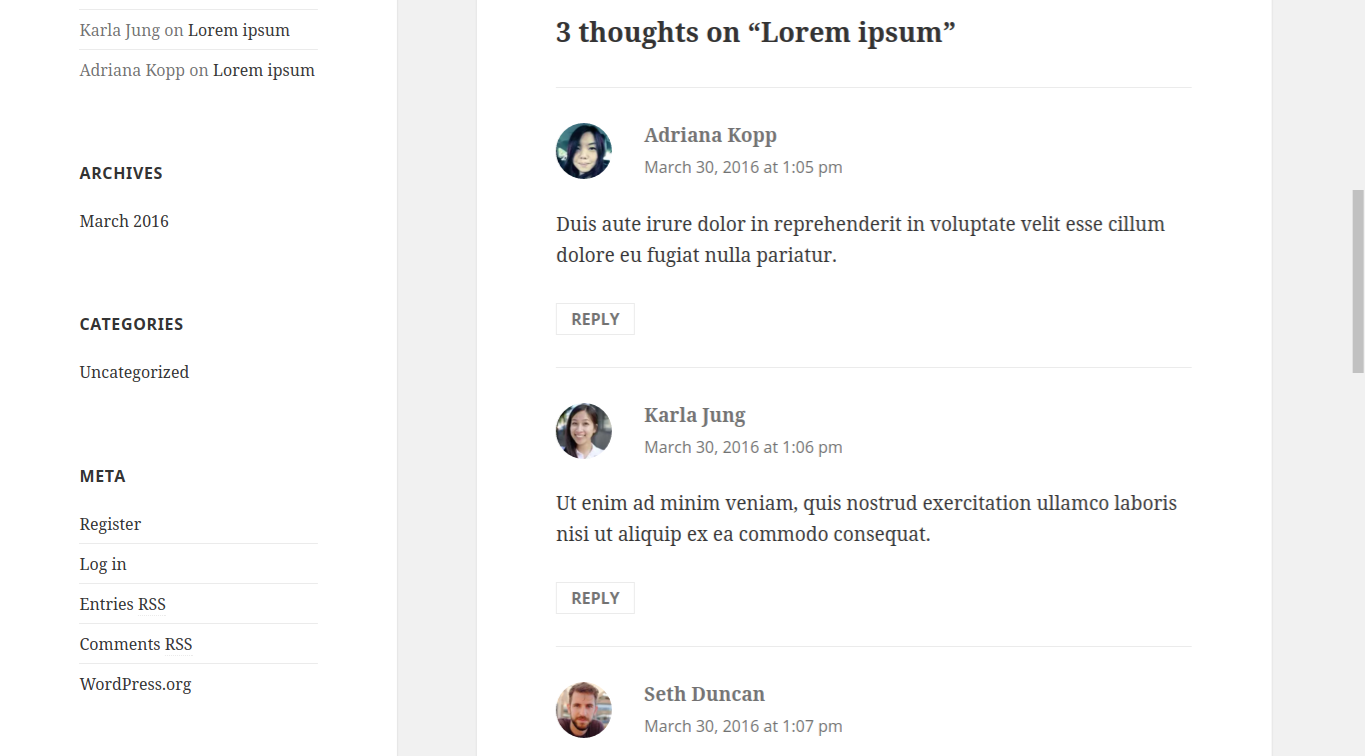 Karla Jung on Lorem ipsum
Adriana Kopp on Lorem ipsum
ARCHIVES
March 2016
CATEGORIES
Uncategorized
META
Register
Log in
Entries RSS
Comments RSS
WordPress.org
3 thoughts on “Lorem ipsum”
Adriana Kopp
March 30, 2016 at 1:05 pm
Duis aute irure dolor in reprehenderit in voluptate velit esse cillum
dolore eu fugiat nulla pariatur.
REPLY
Karla Jung
March 30, 2016 at 1:06 pm
Ut enim ad minim veniam, quis nostrud exercitation ullamco laboris
nisi ut aliquip ex ea commodo consequat.
REPLY
Seth Duncan
March 30, 2016 at 1:07 pm